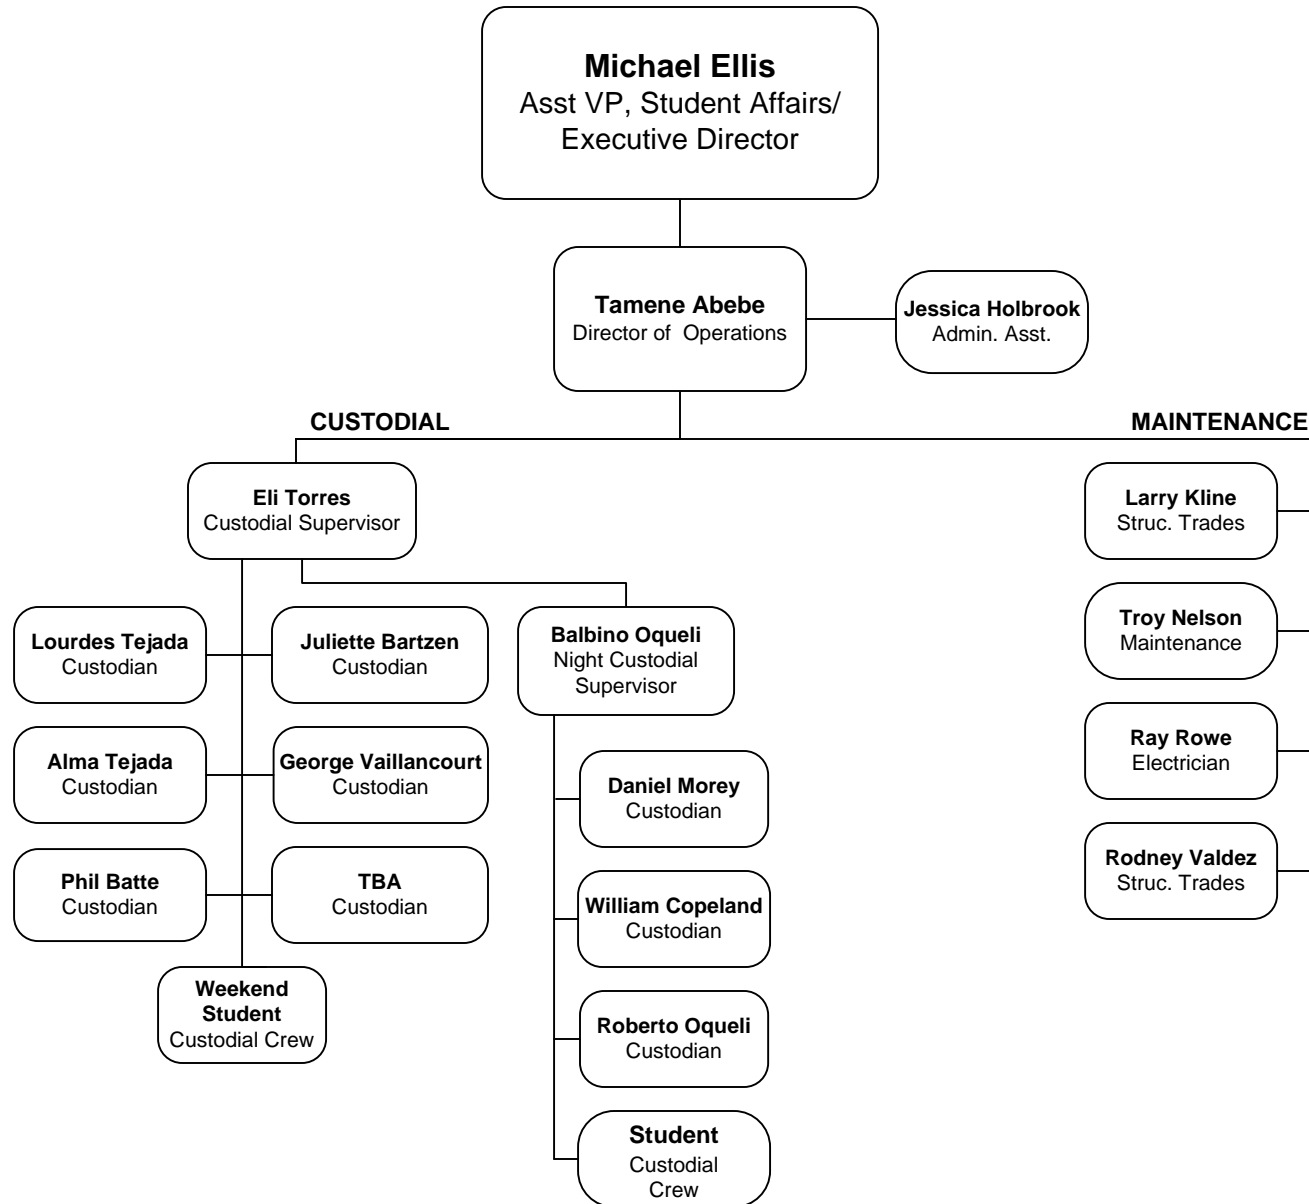 Michael Ellis
Asst VP, Student Affairs/
Executive Director
Tamene Abebe
Director of Operations
Jessica Holbrook
Admin. Asst.
CUSTODIAL
MAINTENANCE
Eli Torres
Custodial Supervisor
Lourdes Tejada
Custodian
Juliette Bartzen
Custodian
Alma Tejada
Custodian
George Vaillancourt
Custodian
Phil Batte
Custodian
TBA
Custodian
Weekend
Student
Custodial Crew
Balbino Oqueli
Night Custodial
Supervisor
Daniel Morey
Custodian
William Copeland
Custodian
Roberto Oqueli
Custodian
Student
Custodial
Crew
Larry Kline
Struc. Trades
Troy Nelson
Maintenance
Ray Rowe
Electrician
Rodney Valdez
Struc. Trades